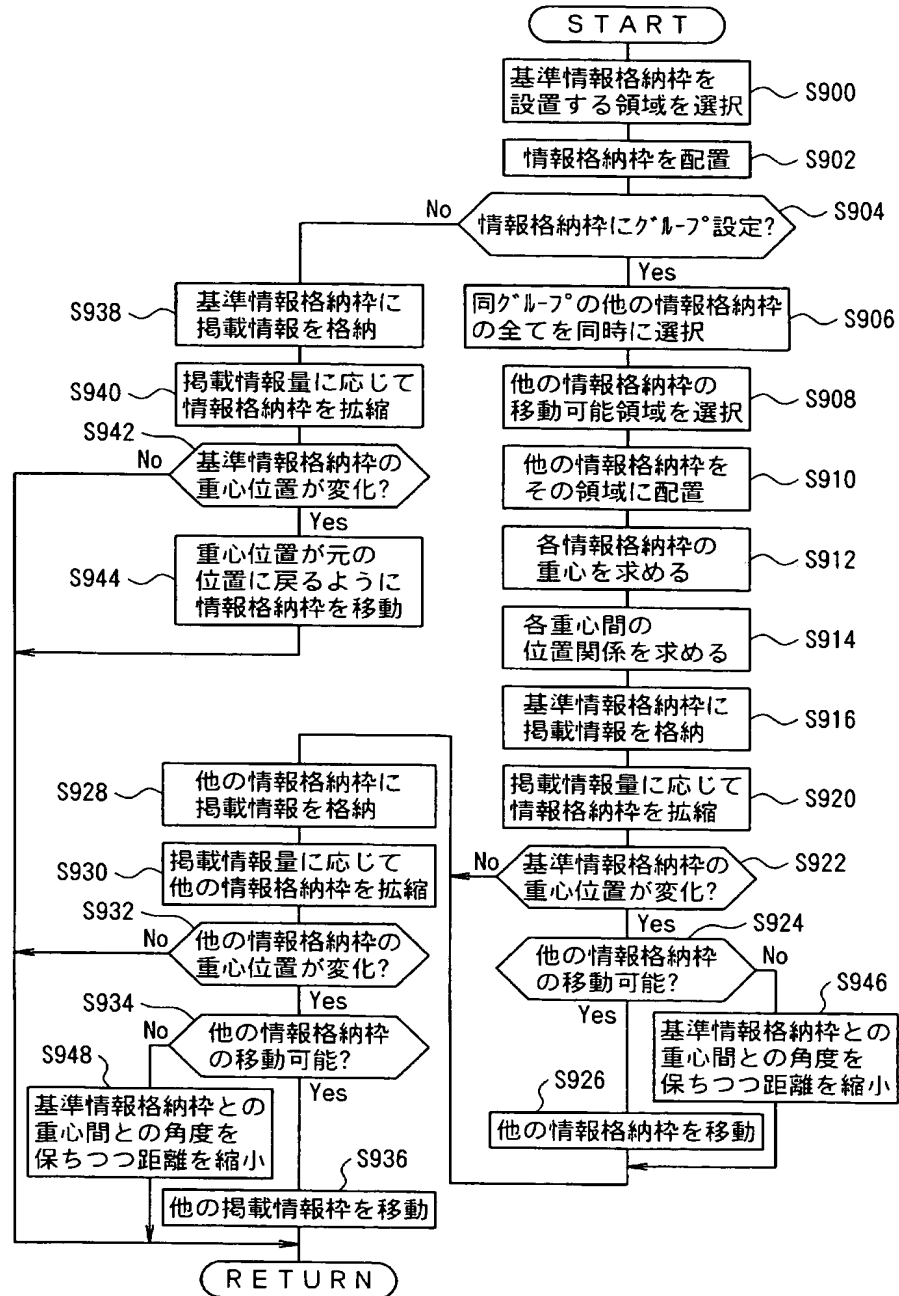 START
基準情報格納枠を
設置する領域を選択
S900
情報格納枠を配置
S902
情報格納枠にグループ設定?
S904
No
Yes
同グループの他の情報格納枠
の全てを同時に選択
S906
他の情報格納枠の
移動可能領域を選択
S908
他の情報格納枠を
その領域に配置
S910
各情報格納枠の
重心を求める
S912
各重心間の
位置関係を求める
S914
基準情報格納枠に
掲載情報を格納
S916
掲載情報量に応じて
情報格納枠を拡縮
S920
基準情報格納枠の
重心位置が変化?
S922
No
Yes
他の情報格納枠
の移動可能?
S924
No
Yes
S946
基準情報格納枠との
重心間との角度を
保ちつつ距離を縮小
S926
他の情報格納枠を移動
S928
他の情報格納枠に
掲載情報を格納
S930
掲載情報量に応じて
他の情報格納枠を拡縮
S932
他の情報格納枠の
重心位置が変化?
No
Yes
S934
他の情報格納枠
の移動可能?
No
Yes
S948
基準情報格納枠との
重心間との角度を
保ちつつ距離を縮小
S936
他の掲載情報枠を移動
S938
基準情報格納枠に
掲載情報を格納
S940
掲載情報量に応じて
情報格納枠を拡縮
S942
基準情報格納枠の
重心位置が変化?
No
Yes
S944
重心位置が元の
位置に戻るように
情報格納枠を移動
RETURN